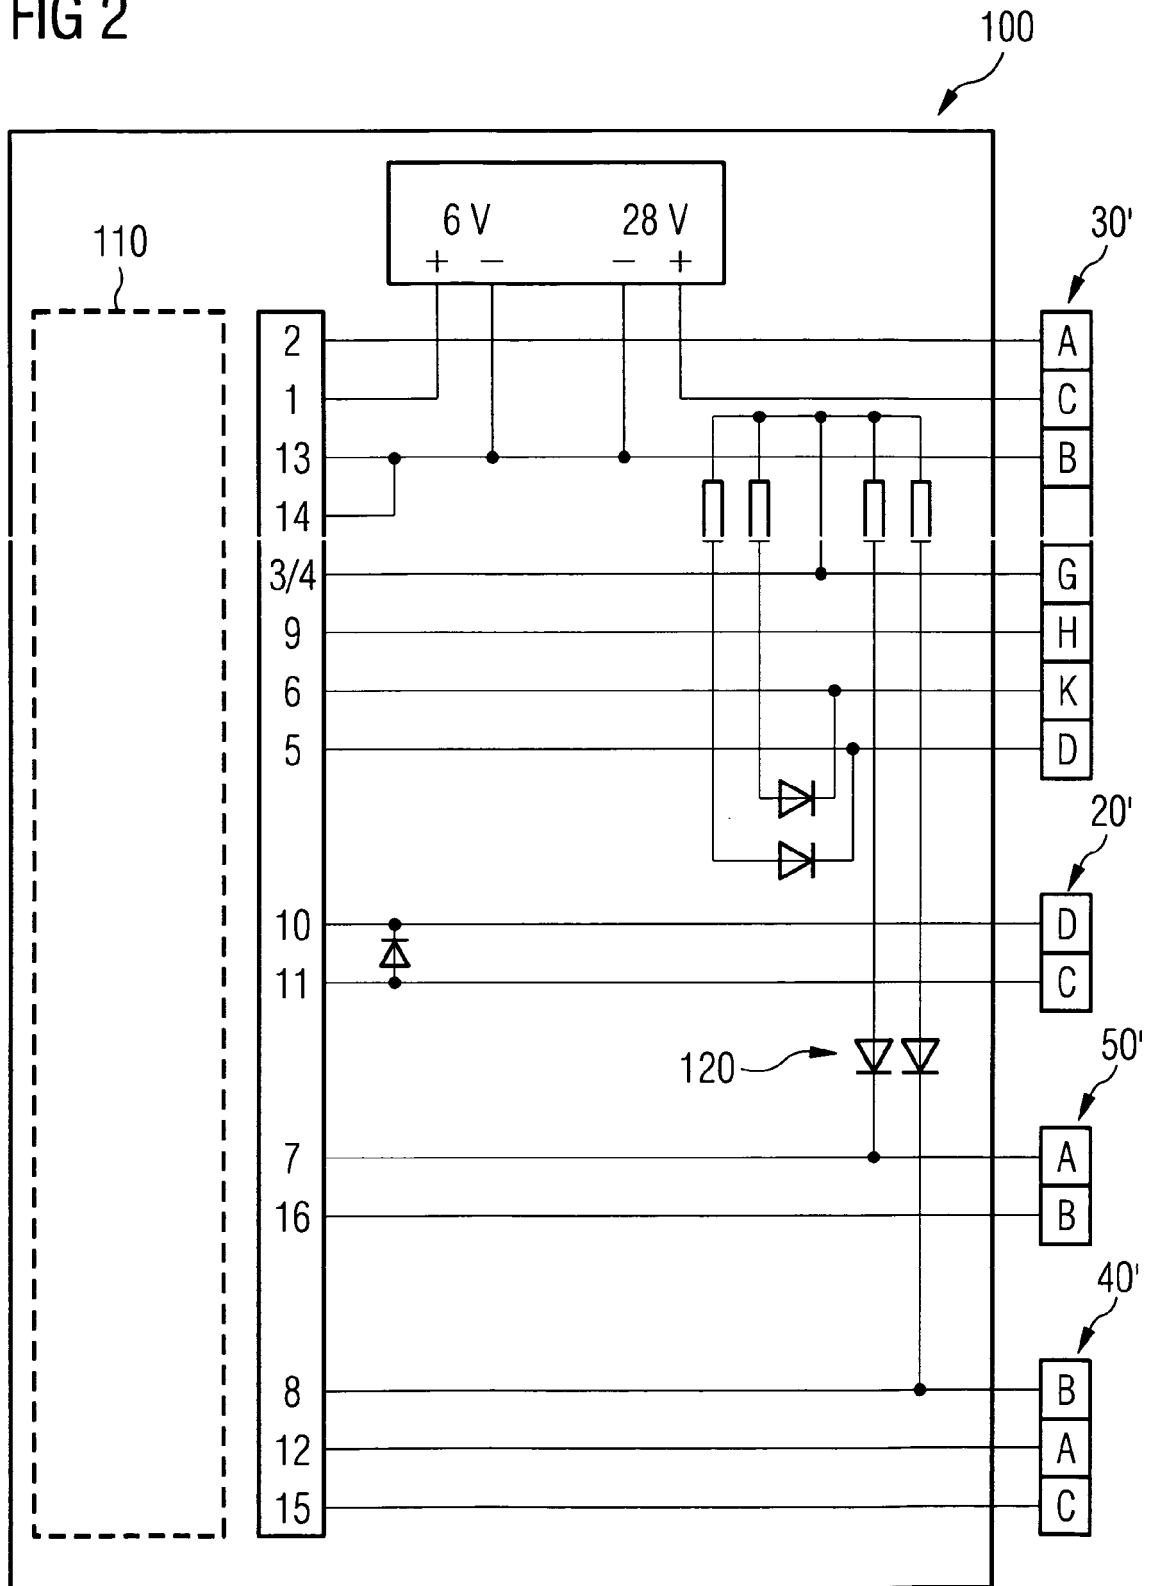 FIG 2
100
6 V 28 V
+ − − +
110
30'
2 A
1 C
13 B
14
3/4 G
9 H
6 K
5 D
20'
10 D
11 C
120
50'
7 A
16 B
40'
8 B
12 A
15 C